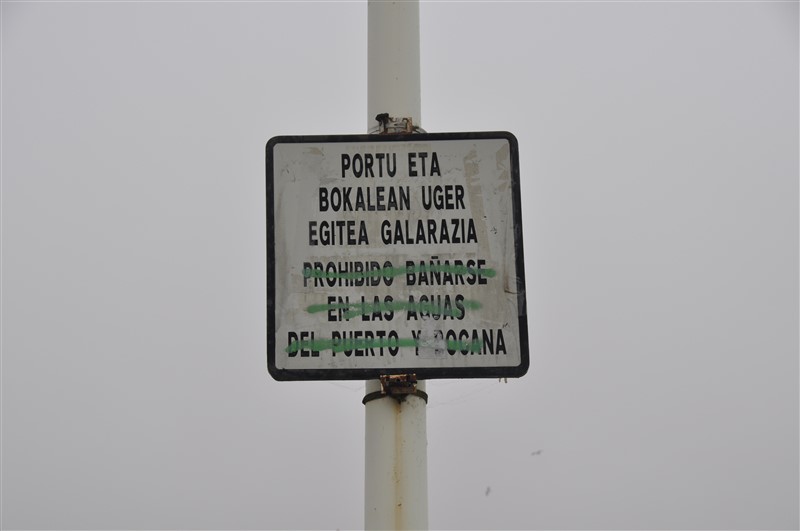 PORTU ETA
BOKALEAN UGER
EGITEA GALARAZIA
PROHIBIDO BAÑARSE
EN LAS AGUAS
DEL PUERTO Y BOCANA